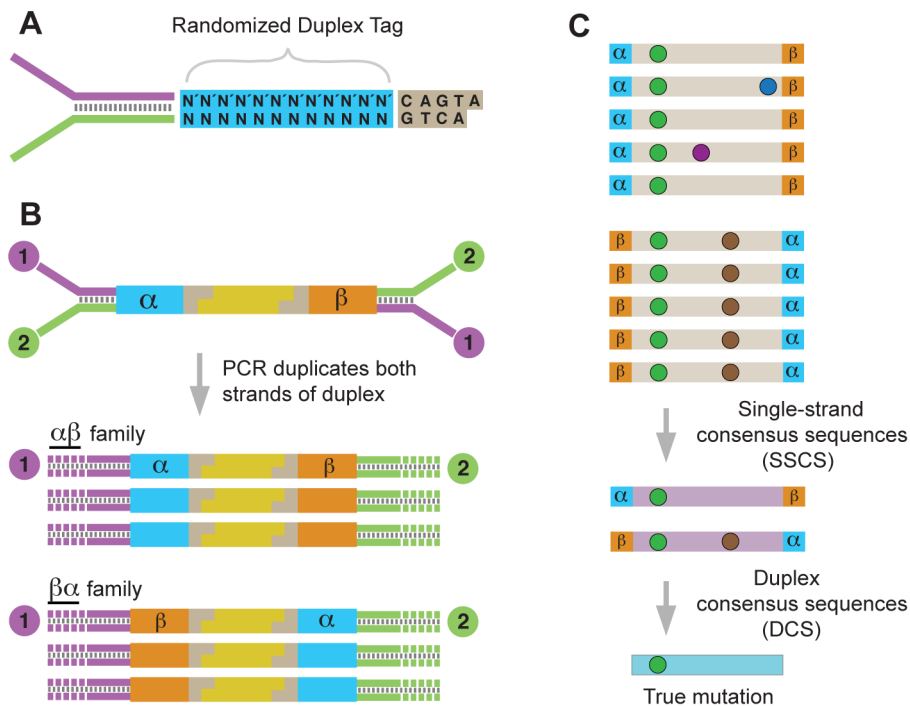 A
Randomized Duplex Tag
N´N´N´N´N´N´N´N´N´N´N´N´ CAGTA
NNNNNNNNNNNN GTCA
B
1
2
α
β
2
1
PCR duplicates both
strands of duplex
αβ family
1
α
β
2
βα family
1
β
α
2
C
α β
α β
α β
α β
α β
β α
β α
β α
β α
β α
Single-strand
consensus sequences
(SSCS)
α β
β α
Duplex
consensus sequences
(DCS)
True mutation